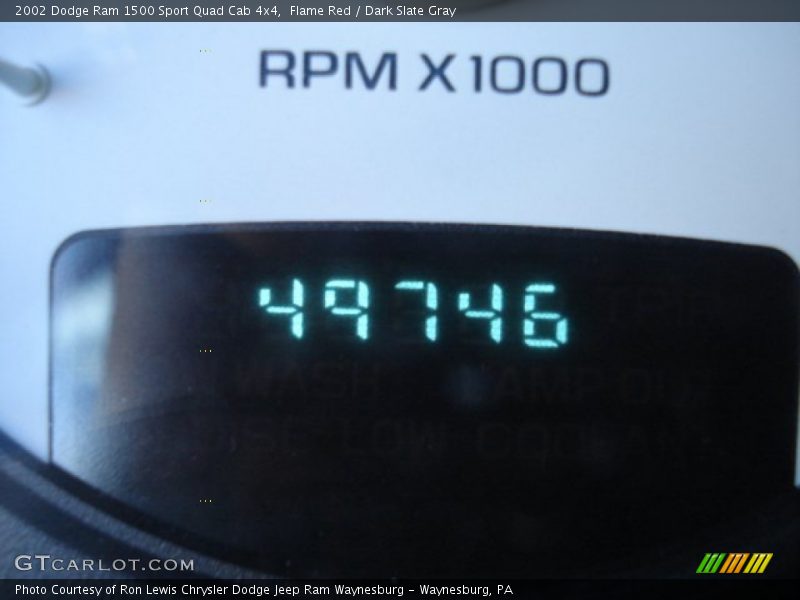 2002 Dodge Ram 1500 Sport Quad Cab 4x4,  Flame Red / Dark Slate Gray
RPM X1000
49746
GTCARLOT.COM
Photo Courtesy of Ron Lewis Chrysler Dodge Jeep Ram Waynesburg - Waynesburg, PA